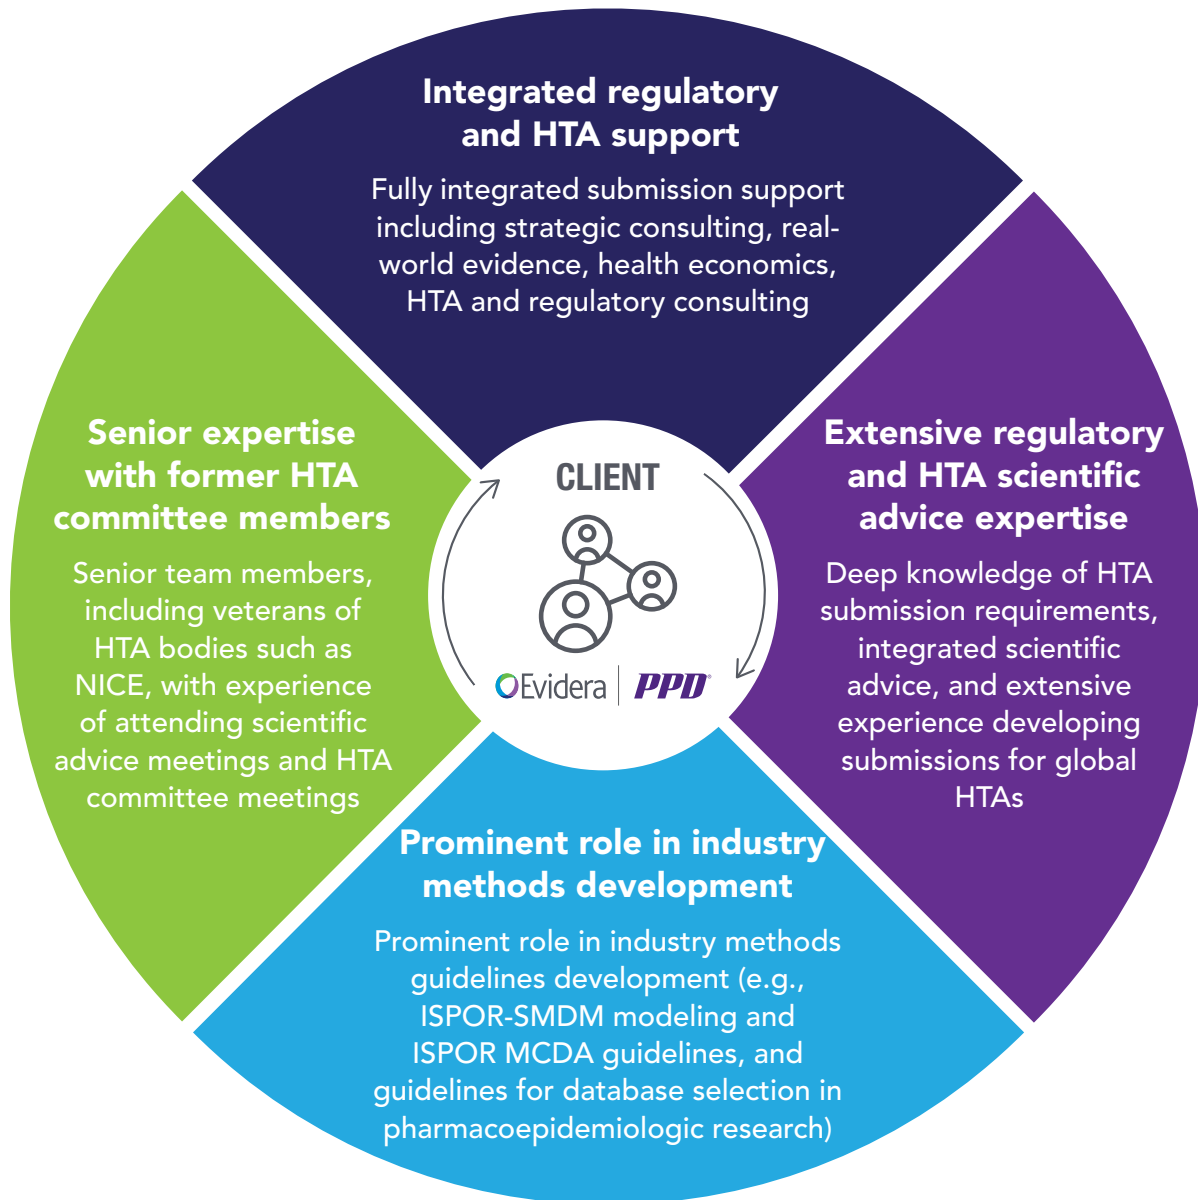 Integrated regulatory
and HTA support
Fully integrated submission support
including strategic consulting, real-
world evidence, health economics,
HTA and regulatory consulting
Senior expertise
with former HTA
committee members
Senior team members,
including veterans of
HTA bodies such as
NICE, with experience
of attending scientific
advice meetings and HTA
committee meetings
CLIENT
Evidera | PPD®
Extensive regulatory
and HTA scientific
advice expertise
Deep knowledge of HTA
submission requirements,
integrated scientific
advice, and extensive
experience developing
submissions for global
HTAs
Prominent role in industry
methods development
Prominent role in industry methods
guidelines development (e.g.,
ISPOR-SMDM modeling and
ISPOR MCDA guidelines, and
guidelines for database selection in
pharmacoepidemiologic research)